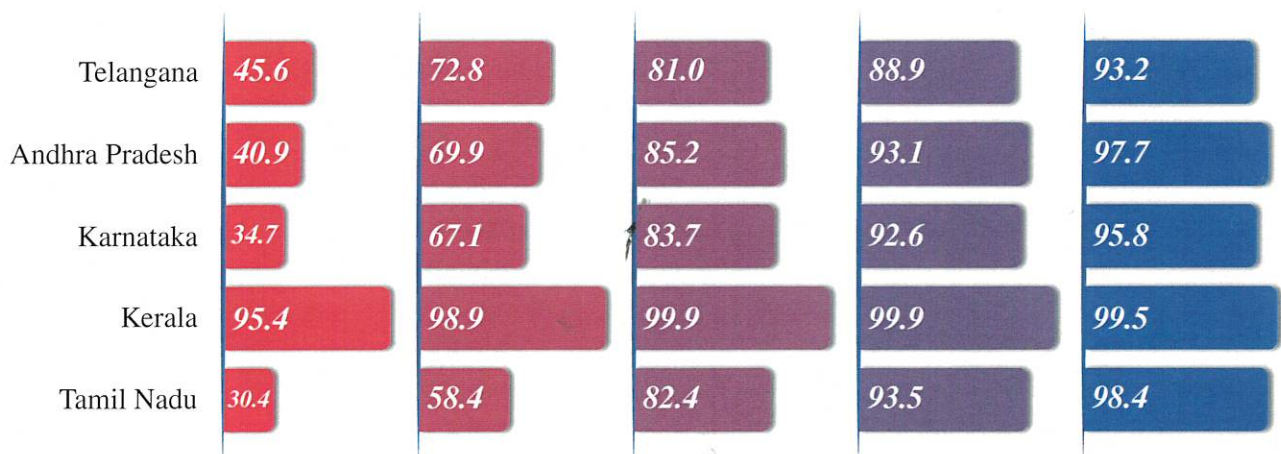 Telangana 45.6 72.8 81.0 88.9 93.2
Andhra Pradesh 40.9 69.9 85.2 93.1 97.7
Karnataka 34.7 67.1 83.7 92.6 95.8
Kerala 95.4 98.9 99.9 99.9 99.5
Tamil Nadu 30.4 58.4 82.4 93.5 98.4